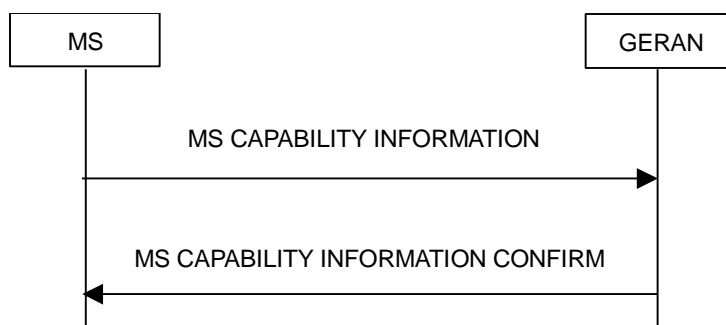 MS
GERAN
MS CAPABILITY INFORMATION
MS CAPABILITY INFORMATION CONFIRM